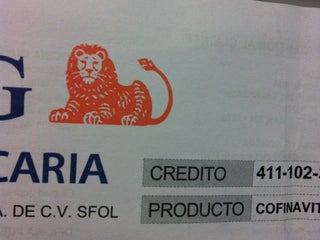 G
CARIA
CREDITO 411-102-
A. DE C.V. SFOL
PRODUCTO COFINAVIT